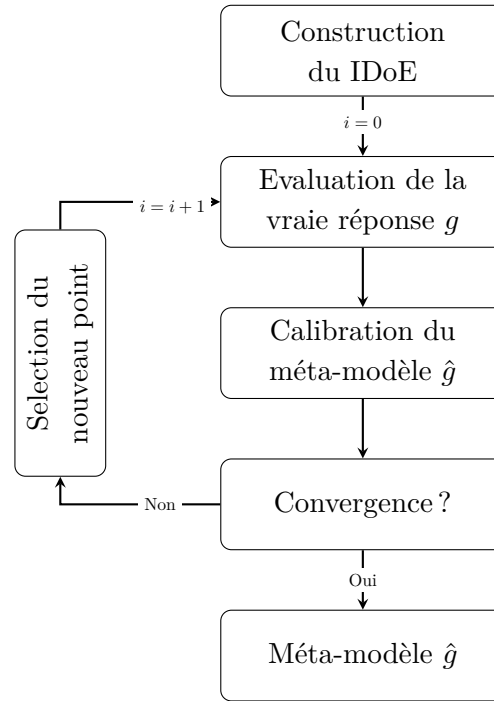 Construction
du IDoE
i = 0
Evaluation de la
vraie réponse g
i = i + 1
Selection du
nouveau point
Calibration du
méta-modèle ĝ
Convergence ?
Non
Oui
Méta-modèle ĝ